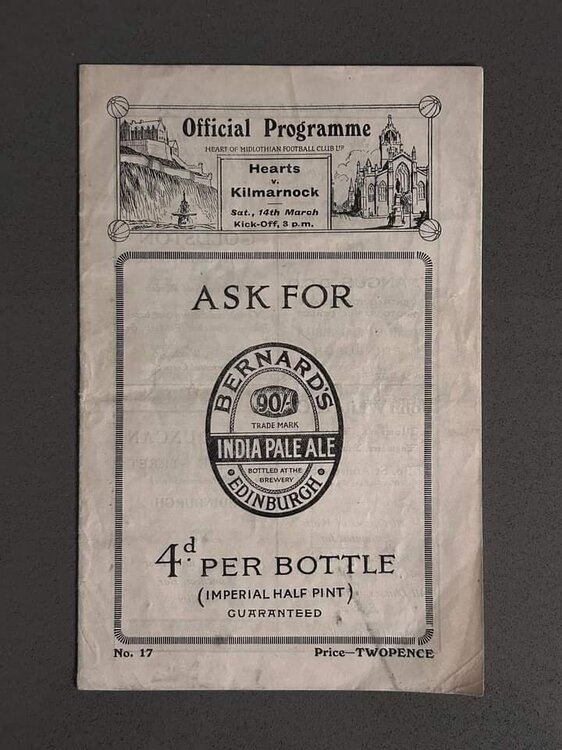 Official Programme
HEART OF MIDLOTHIAN FOOTBALL CLUB LTD
Hearts
v.
Kilmarnock
Sat., 14th March
Kick-Off, 3 p.m.
ASK FOR
BERNARD'S
90/-
TRADE MARK
INDIA PALE ALE
BOTTLED AT THE
BREWERY
• EDINBURGH •
4d. PER BOTTLE
(IMPERIAL HALF PINT)
GUARANTEED
No. 17 Price—TWOPENCE